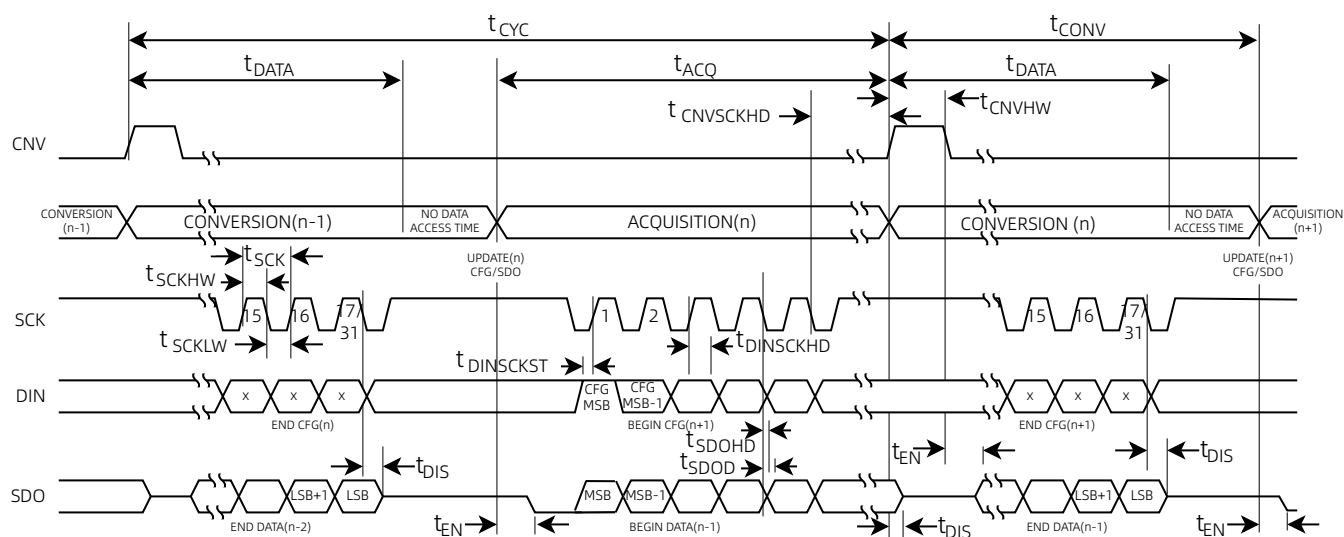 tCYC tCONV
tDATA tACQ tDATA
tCNVSCKHD tCNVHW
CNV
CONVERSION
(n-1)
CONVERSION(n-1)
NO DATA
ACCESS TIME
ACQUISITION(n)
CONVERSION (n)
NO DATA
ACCESS TIME
ACQUISITION
(n+1)
UPDATE(n)
CFG/SDO
UPDATE(n+1)
CFG/SDO
tSCK
tSCKHW
SCK
15 16 17/
31
1 2
15 16 17/
31
tSCKLW
tDINSCKST
tDINSCKHD
DIN
x x x
CFG
MSB
CFG
MSB-1
x x x
END CFG(n)
BEGIN CFG(n+1)
END CFG(n+1)
tSDOHD
tSDOD
tDIS
tEN
tDIS
SDO
LSB+1 LSB
MSB MSB-1
LSB+1 LSB
END DATA(n-2)
BEGIN DATA(n-1)
END DATA(n-1)
tEN
tDIS
tEN